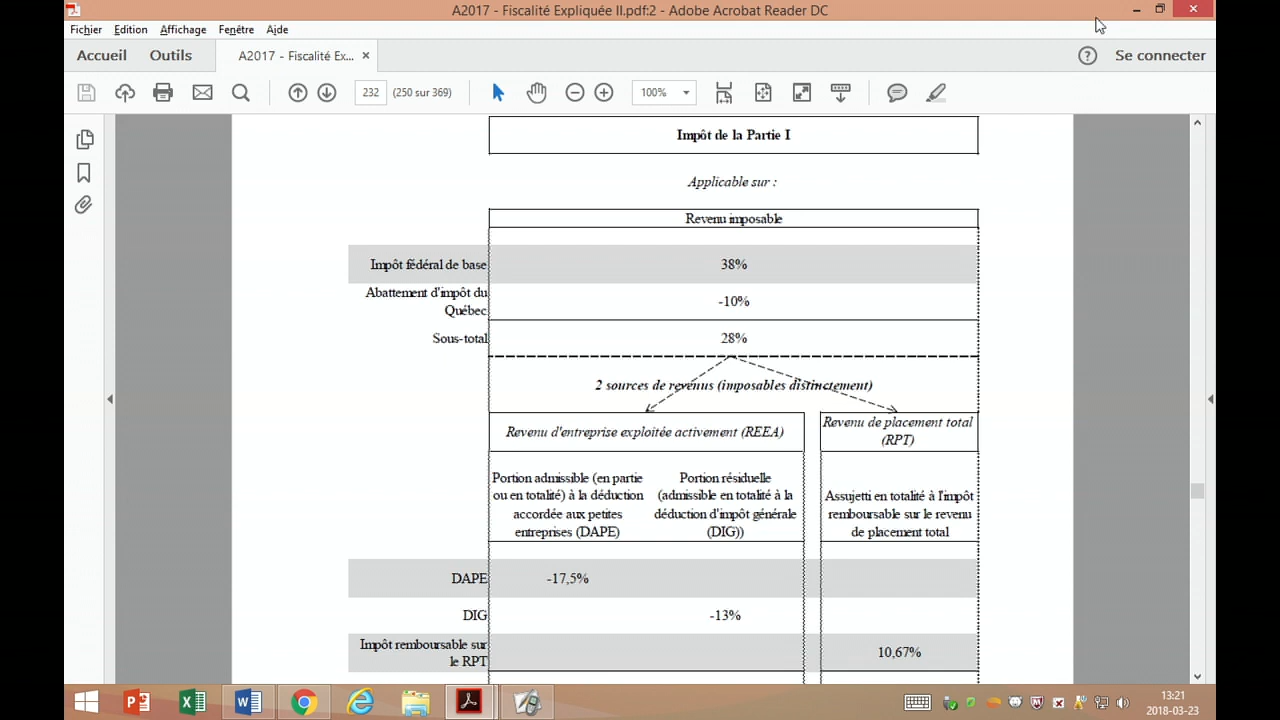 A2017 - Fiscalité Expliquée II.pdf:2 - Adobe Acrobat Reader DC
Fichier Edition Affichage Fenêtre Aide
Accueil Outils A2017 - Fiscalité Ex... × ? Se connecter
232 (250 sur 369) 100%
Impôt de la Partie I
Applicable sur :
Revenu imposable
Impôt fédéral de base 38%
Abattement d'impôt du
Québec
-10%
Sous-total 28%
2 sources de revenus (imposables distinctement)
Revenu d'entreprise exploitée activement (REEA)
Revenu de placement total
(RPT)
Portion admissible (en partie
ou en totalité) à la déduction
accordée aux petites
entreprises (DAPE)
Portion résiduelle
(admissible en totalité à la
déduction d'impôt générale
(DIG))
Assujetti en totalité à l'impôt
remboursable sur le revenu
de placement total
DAPE -17,5%
DIG -13%
Impôt remboursable sur
le RPT
10,67%
13:21
2018-03-23